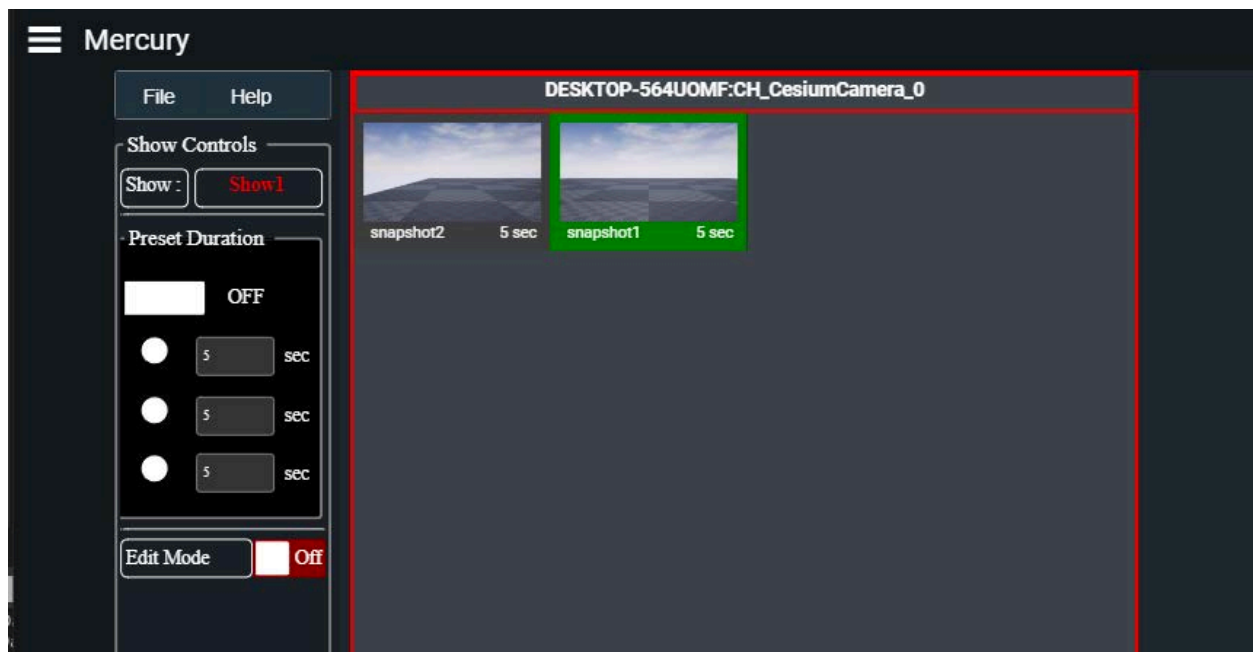 Mercury
File Help
Show Controls
Show : Show1
Preset Duration
OFF
5 sec
5 sec
5 sec
Edit Mode Off
DESKTOP-564UOMF:CH_CesiumCamera_0
snapshot2 5 sec snapshot1 5 sec